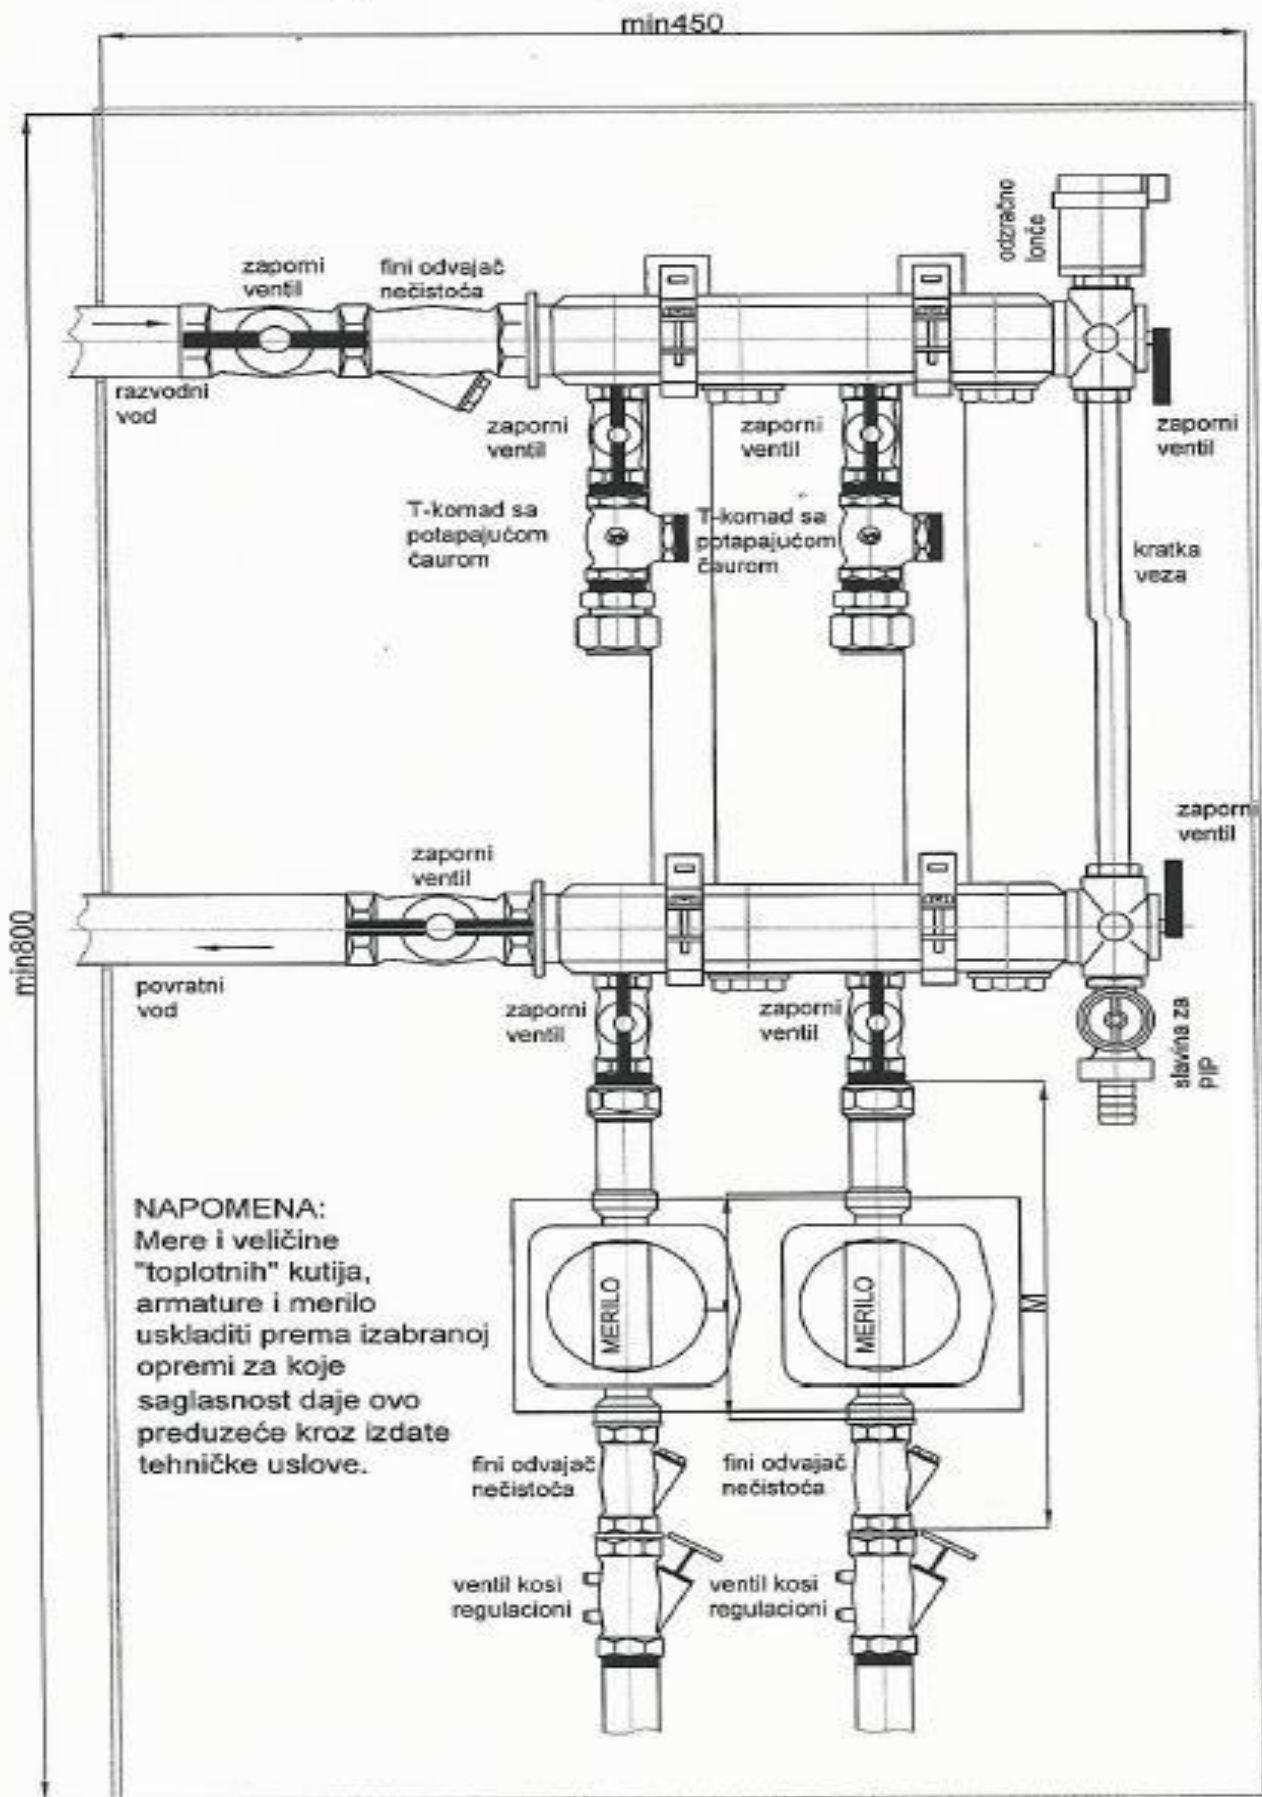 min450
odzračno
lonče
zaporni
ventil
fini odvajač
nečistoća
razvodni
vod
zaporni
ventil
zaporni
ventil
zaporni
ventil
T-komad sa
potapajućom
čaurom
T-komad sa
potapajućom
čaurom
kratka
veza
zaporni
ventil
zaporni
ventil
min800
povratni
vod
zaporni
ventil
zaporni
ventil
slavina za
PIP
NAPOMENA:
Mere i veličine
"toplotnih" kutija,
armature i merilo
uskladiti prema izabranoj
opremi za koje
saglasnost daje ovo
preduzeće kroz izdate
tehničke uslove.
MERILO
L
MERILO
M
fini odvajač
nečistoća
fini odvajač
nečistoća
ventil kosi
regulacioni
ventil kosi
regulacioni